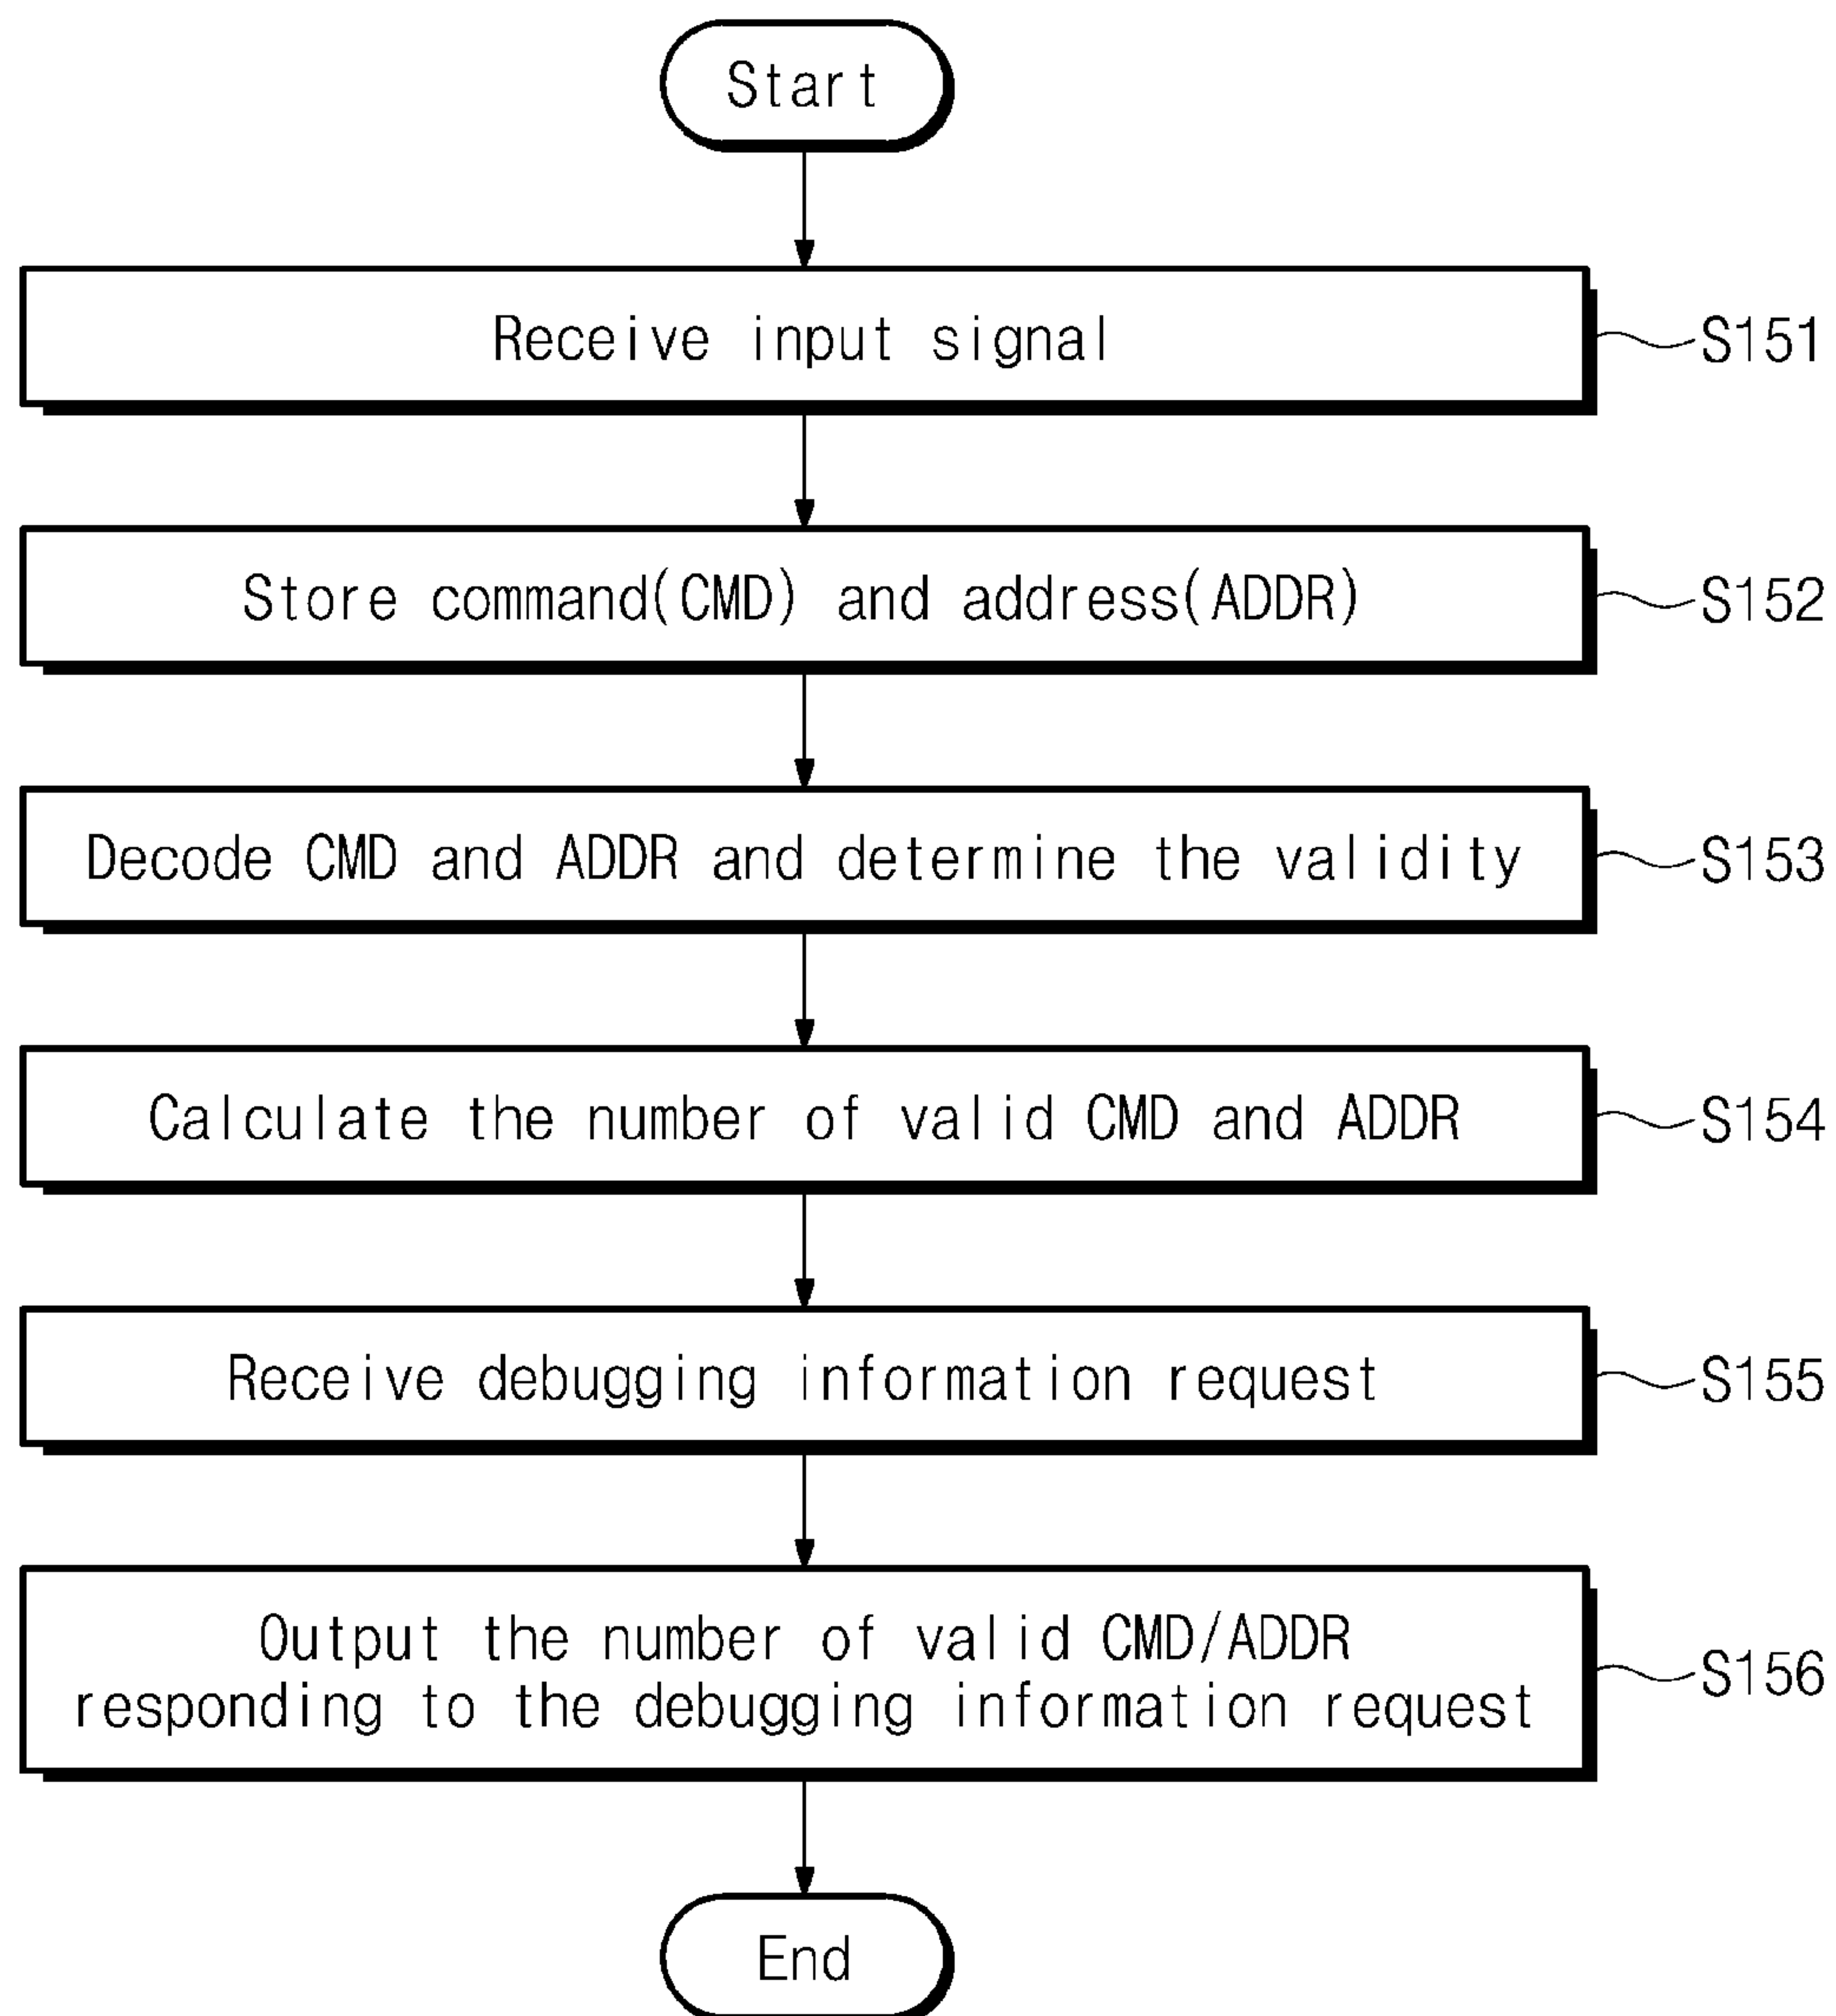 Start
Receive input signal
S151
Store command(CMD) and address(ADDR)
S152
Decode CMD and ADDR and determine the validity
S153
Calculate the number of valid CMD and ADDR
S154
Receive debugging information request
S155
Output the number of valid CMD/ADDR
responding to the debugging information request
S156
End